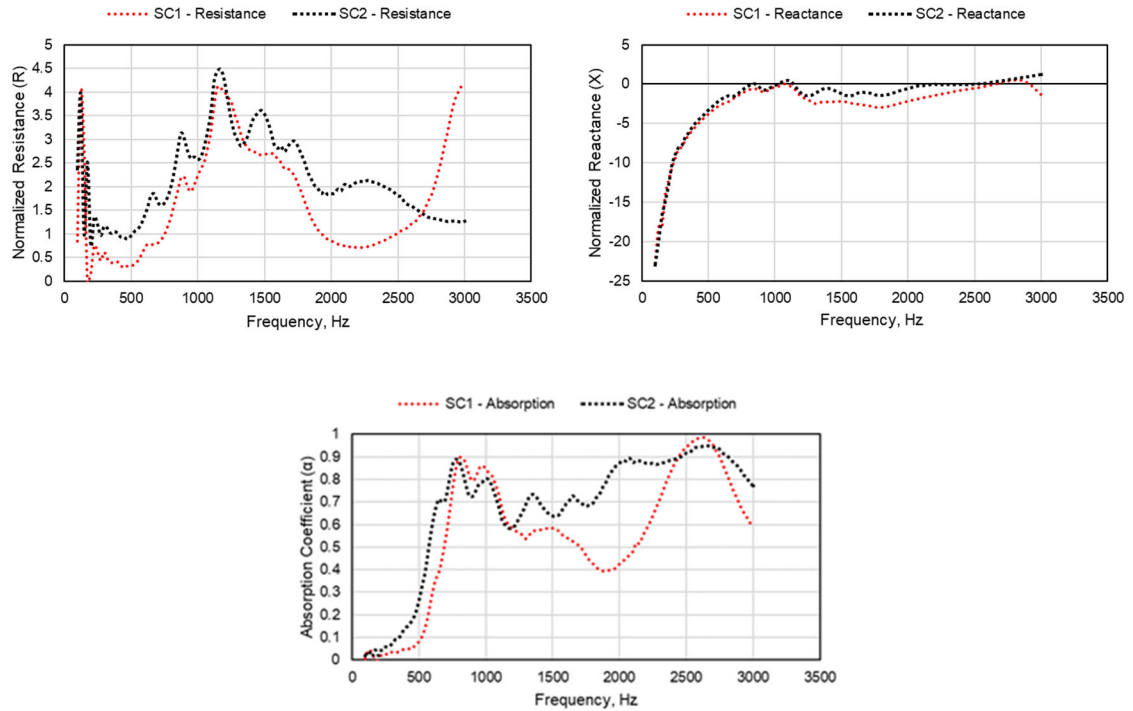 SC1 - Resistance SC2 - Resistance
Normalized Resistance (R)
5
4.5
4
3.5
3
2.5
2
1.5
1
0.5
0
0 500 1000 1500 2000 2500 3000 3500
Frequency, Hz
SC1 - Reactance SC2 - Reactance
Normalized Reactance (X)
5
0
-5
-10
-15
-20
-25
0 500 1000 1500 2000 2500 3000 3500
Frequency, Hz
SC1 - Absorption SC2 - Absorption
Absorption Coefficient (α)
1
0.9
0.8
0.7
0.6
0.5
0.4
0.3
0.2
0.1
0
0 500 1000 1500 2000 2500 3000 3500
Frequency, Hz